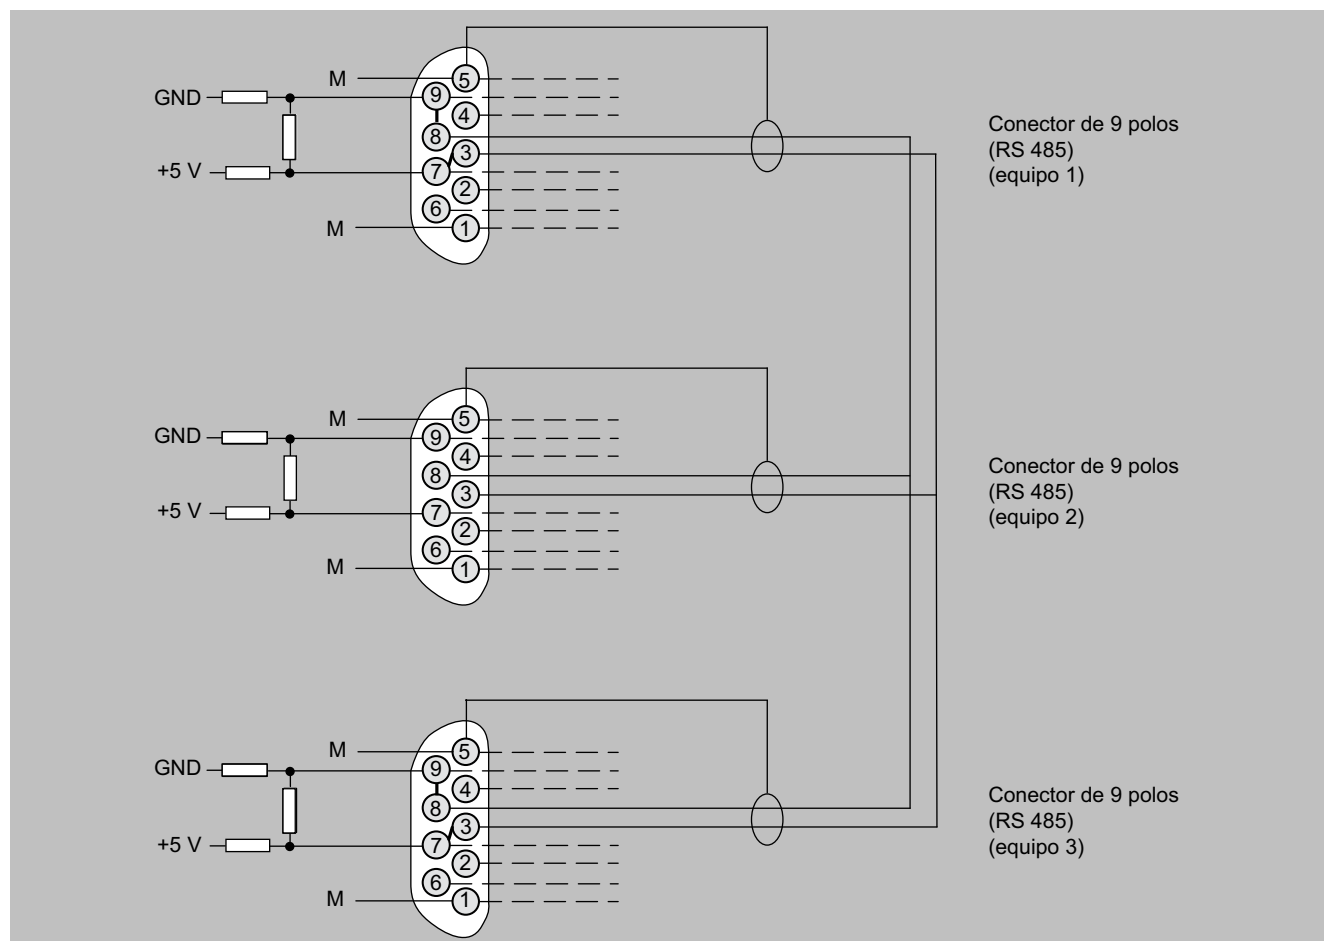 M
5
GND
9
4
8
3
+5 V
7
2
6
M
1
Conector de 9 polos
(RS 485)
(equipo 1)
M
5
GND
9
4
8
3
+5 V
7
2
6
M
1
Conector de 9 polos
(RS 485)
(equipo 2)
M
5
GND
9
4
8
3
+5 V
7
2
6
M
1
Conector de 9 polos
(RS 485)
(equipo 3)